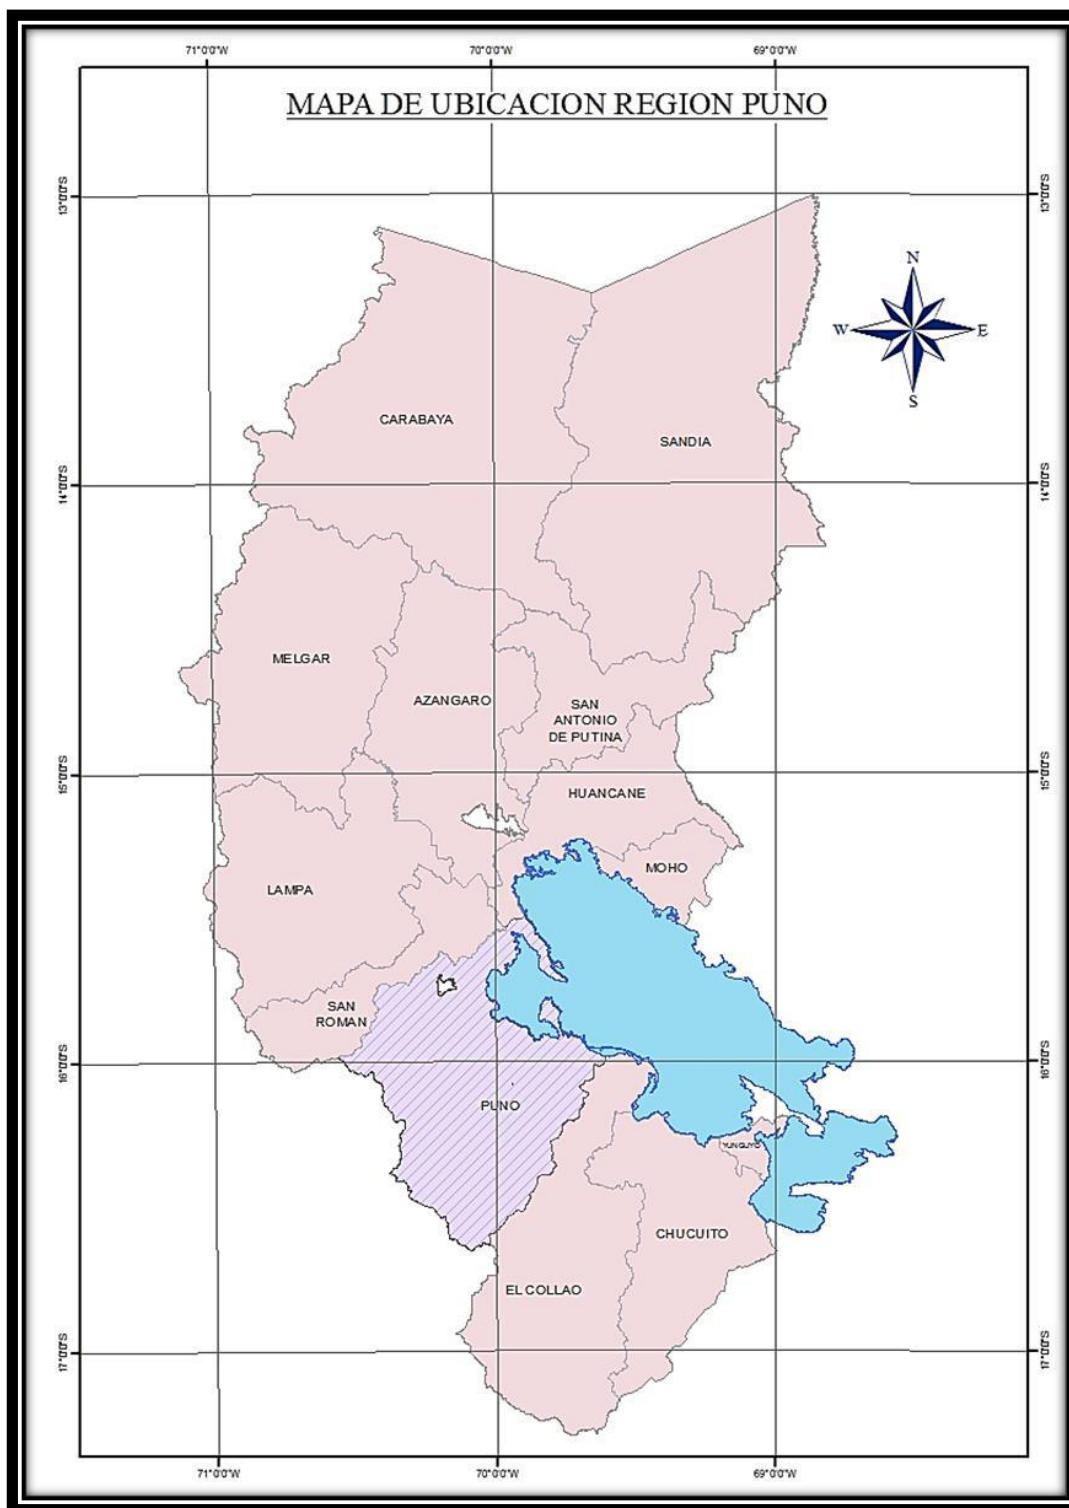 71°0'0"W 70°0'0"W 69°0'0"W
MAPA DE UBICACION REGION PUNO
13°0'0"S 13°0'0"S
N
W E
S
CARABAYA
SANDIA
14°0'0"S 14°0'0"S
MELGAR
AZANGARO
SAN
ANTONIO
DE PUTINA
15°0'0"S 15°0'0"S
HUANCANE
MOHO
LAMPA
SAN
ROMAN
16°0'0"S 16°0'0"S
PUNO
YUNGUYO
CHUCUITO
EL COLLAO
17°0'0"S 17°0'0"S
71°0'0"W 70°0'0"W 69°0'0"W